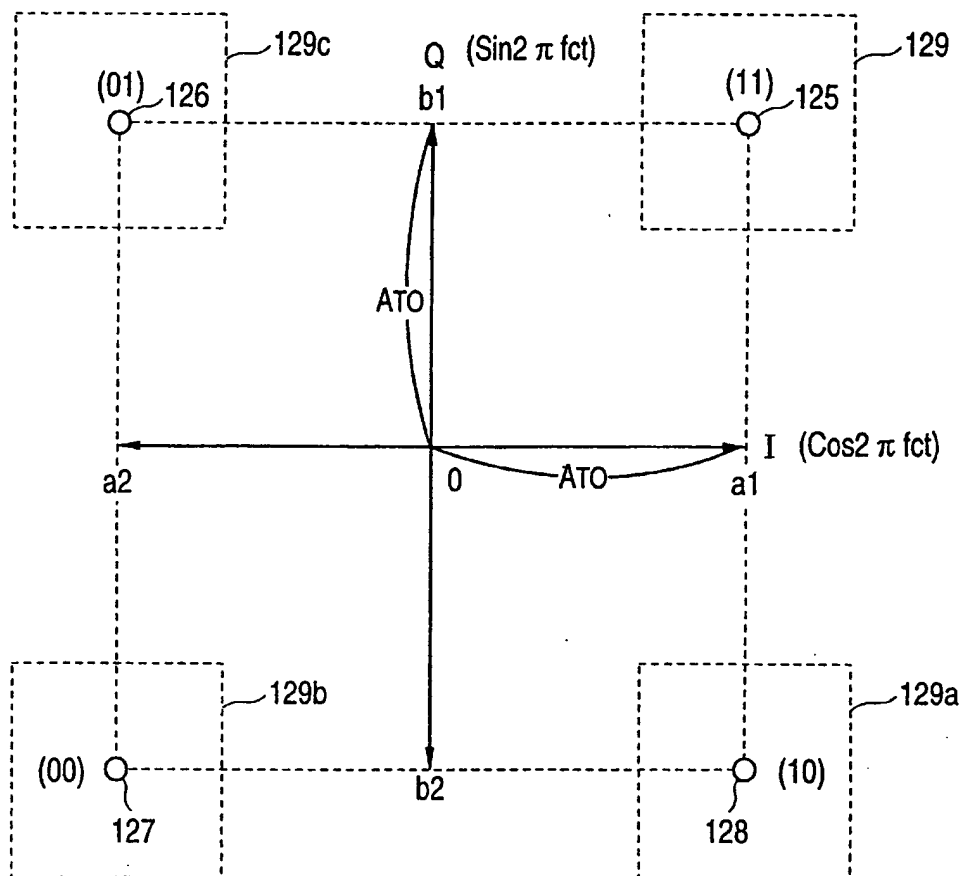 129c
Q (Sin2 π fct)
129
(01)
126
b1
(11)
125
ATO
I (Cos2 π fct)
a2
0
ATO
a1
129b
129a
(00)
b2
(10)
127
128